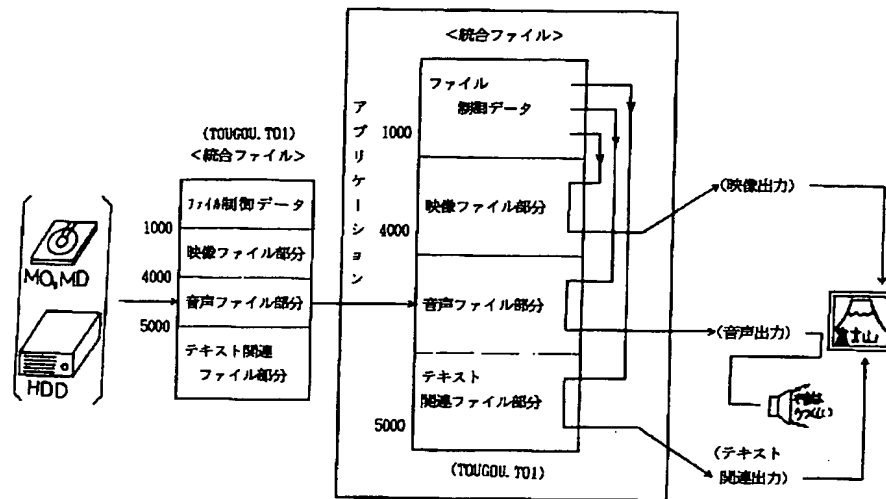 MO,MD
HDD
(TOUGOU.T01)
<統合ファイル>
ファイル制御データ
1000
映像ファイル部分
4000
音声ファイル部分
5000
テキスト関連
ファイル部分
アプリケーション
<統合ファイル>
ファイル
制御データ
1000
映像ファイル部分
4000
音声ファイル部分
テキスト
関連ファイル部分
5000
(TOUGOU.T01)
(映像出力)
(音声出力)
(テキスト
関連出力)
富士山
うつくしい